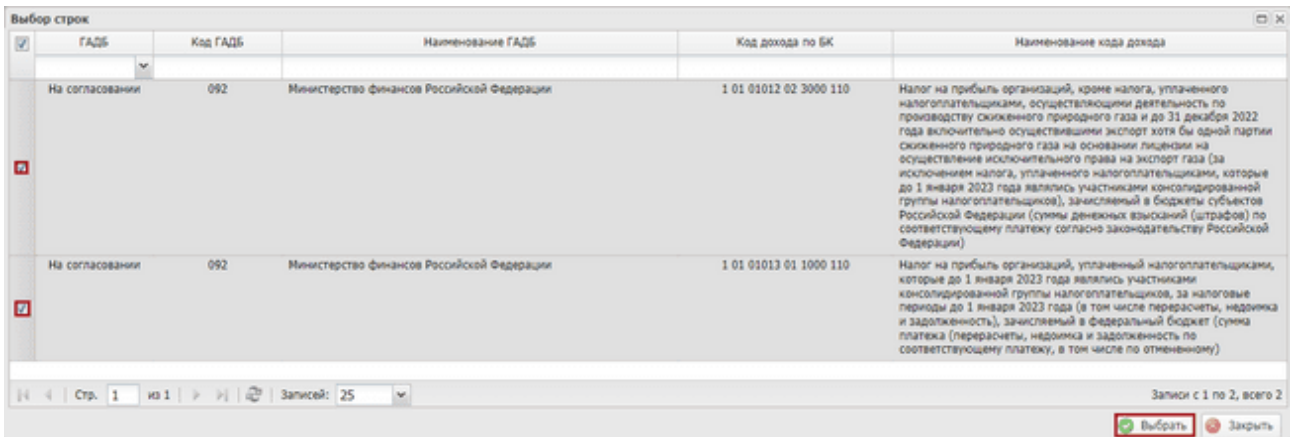 Выбор строк
ГАДБ Код ГАДБ Наименование ГАДБ Код дохода по БК Наименование кода дохода
На согласовании 092 Министерство финансов Российской Федерации 1 01 01012 02 3000 110 Налог на прибыль организаций, кроме налога, уплаченного
налогоплательщиками, осуществляющими деятельность по
производству сжиженного природного газа и до 31 декабря 2022
года включительно осуществившими экспорт хотя бы одной партии
сжиженного природного газа на основании лицензии на
осуществление исключительного права на экспорт газа (за
исключением налога, уплаченного налогоплательщиками, которые
до 1 января 2023 года являлись участниками консолидированной
группы налогоплательщиков), зачисляемый в бюджеты субъектов
Российской Федерации (суммы денежных взысканий (штрафов) по
соответствующему платежу согласно законодательству Российской
Федерации)
На согласовании 092 Министерство финансов Российской Федерации 1 01 01013 01 1000 110 Налог на прибыль организаций, уплаченный налогоплательщиками,
которые до 1 января 2023 года являлись участниками
консолидированной группы налогоплательщиков, за налоговые
периоды до 1 января 2023 года (в том числе перерасчеты, недоимка
и задолженность), зачисляемый в федеральный бюджет (сумма
платежа (перерасчеты, недоимка и задолженность по
соответствующему платежу, в том числе по отмененному)
Стр. 1 из 1 Записей: 25 Записи с 1 по 2, всего 2
Выбрать Закрыть